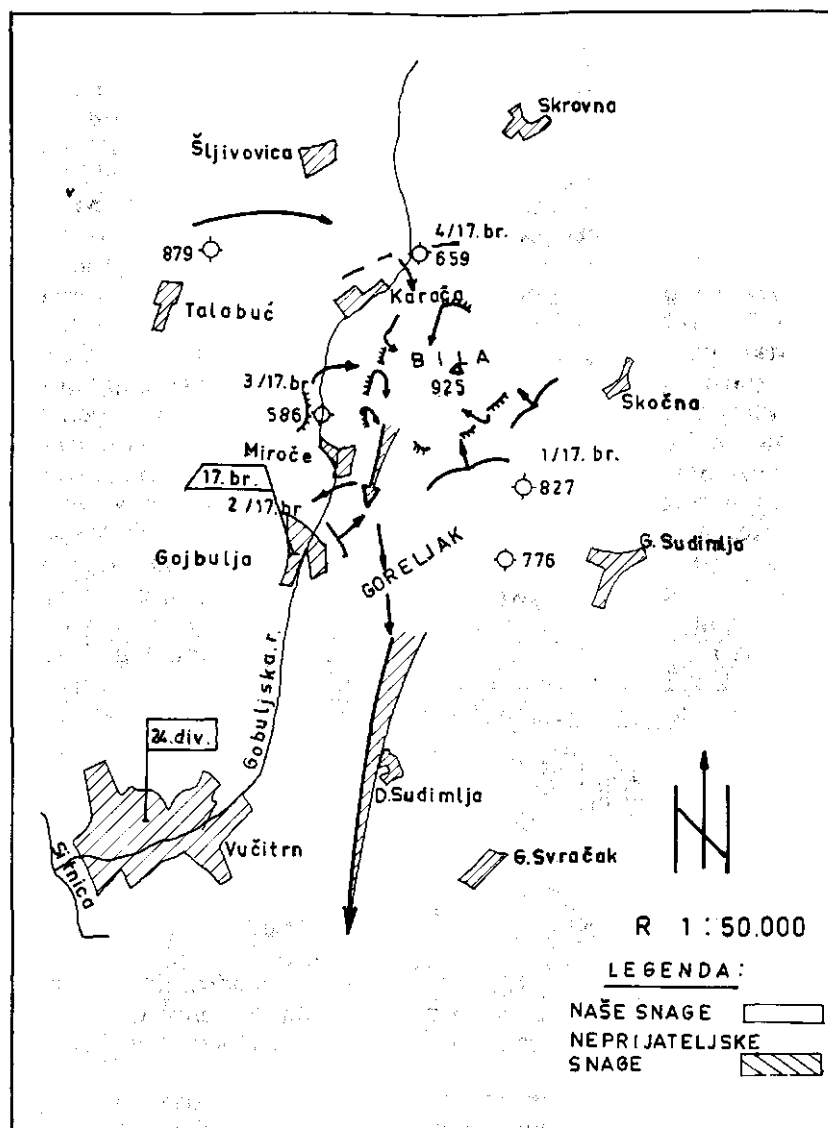 Skrovna
Šljivovica
4/17. br.
659
879
Karača
Talabuć
BILA
925
3/17. br
586
Skočna
Miroče
1/17. br.
17. br.
827
2/17. br
Gojbulja
GORELJAK
776
G. Sudimlja
Gobuljska. r.
24. div.
D. Sudimlja
Vučitrn
Sitnica
G. Svračak
R 1:50.000
LEGENDA:
NAŠE SNAGE
NEPRIJATELJSKE
SNAGE